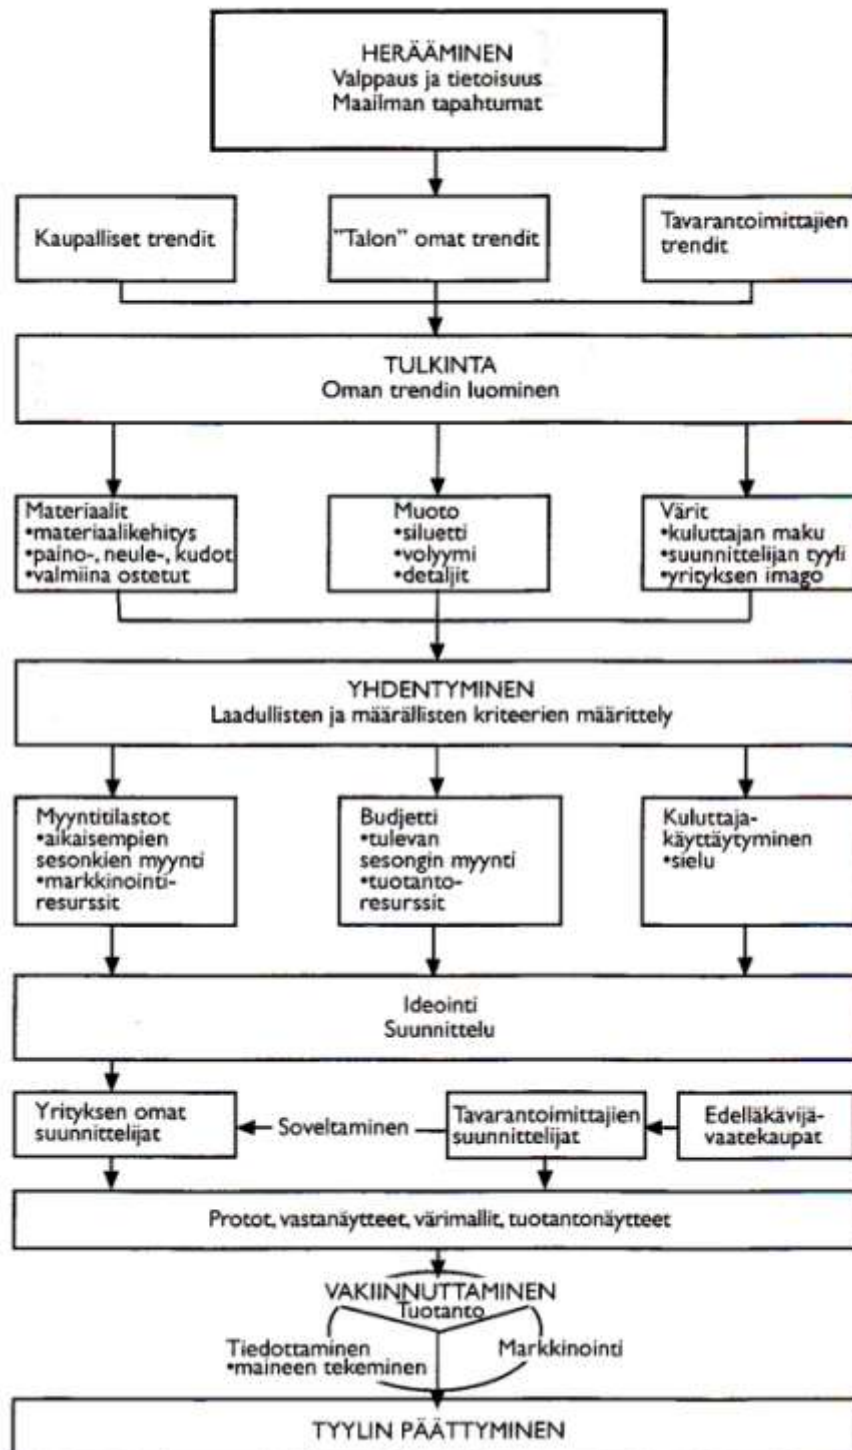 HERÄÄMINEN
Valppaus ja tietoisuus
Maailman tapahtumat
Kaupalliset trendit
”Talon” omat trendit
Tavarantoimittajien
trendit
TULKINTA
Oman trendin luominen
Materiaalit
•materiaalikehitys
•paino-, neule-, kudot
•valmiina ostetut
Muoto
•siluetti
•volyymi
•detaljit
Värit
•kuluttajan maku
•suunnittelijan tyyli
•yrityksen imago
YHDENTYMINEN
Laadullisten ja määrällisten kriteerien määrittely
Myyntitilastot
•aikaisempien
sesonkien myynti
•markkinointi-
resurssit
Budjetti
•tulevan
sesongin myynti
•tuotanto-
resurssit
Kuluttaja-
käyttäytyminen
•sielu
Ideointi
Suunnittelu
Yrityksen omat
suunnittelijat
Soveltaminen
Tavarantoimittajien
suunnittelijat
Edelläkävijä-
vaatekaupat
Protot, vastanäytteet, värimallit, tuotantonäytteet
VAKIINNUTTAMINEN
Tuotanto
Tiedottaminen
•maineen tekeminen
Markkinointi
TYYLIN PÄÄTTYMINEN